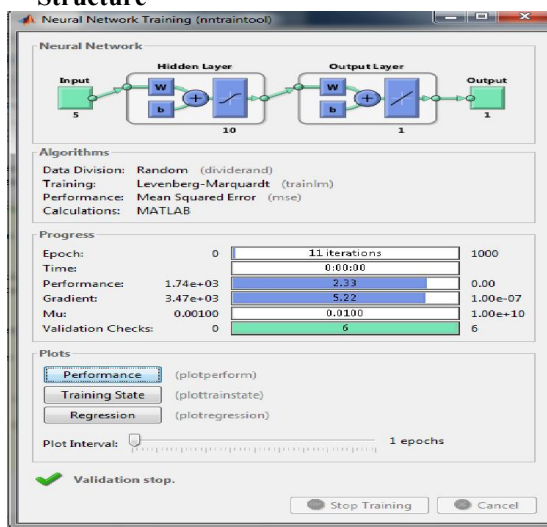 Structure
Neural Network Training (nntraintool)
Neural Network
Hidden Layer Output Layer
Input Output
W W
b b
5 10 1 1
Algorithms
Data Division: Random (dividerand)
Training: Levenberg-Marquardt (trainlm)
Performance: Mean Squared Error (mse)
Calculations: MATLAB
Progress
Epoch: 0 11 iterations 1000
Time: 0:00:00
Performance: 1.74e+03 2.33 0.00
Gradient: 3.47e+03 5.22 1.00e-07
Mu: 0.00100 0.0100 1.00e+10
Validation Checks: 0 6 6
Plots
Performance (plotperform)
Training State (plottrainstate)
Regression (plotregression)
Plot Interval: 1 epochs
Validation stop.
Stop Training Cancel